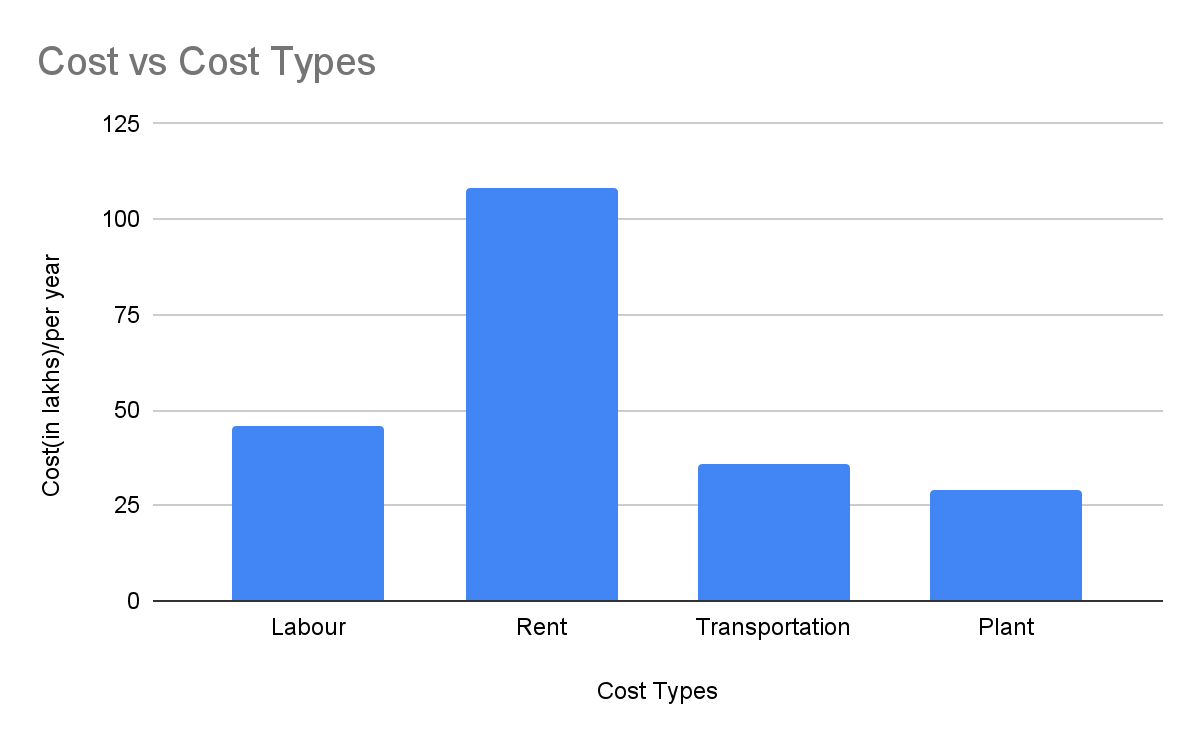 Cost vs Cost Types
125
100
75
50
25
0
Cost(in lakhs)/per year
Labour Rent Transportation Plant
Cost Types